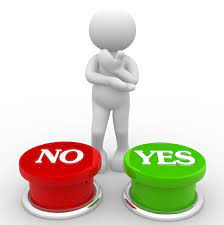 NO YES